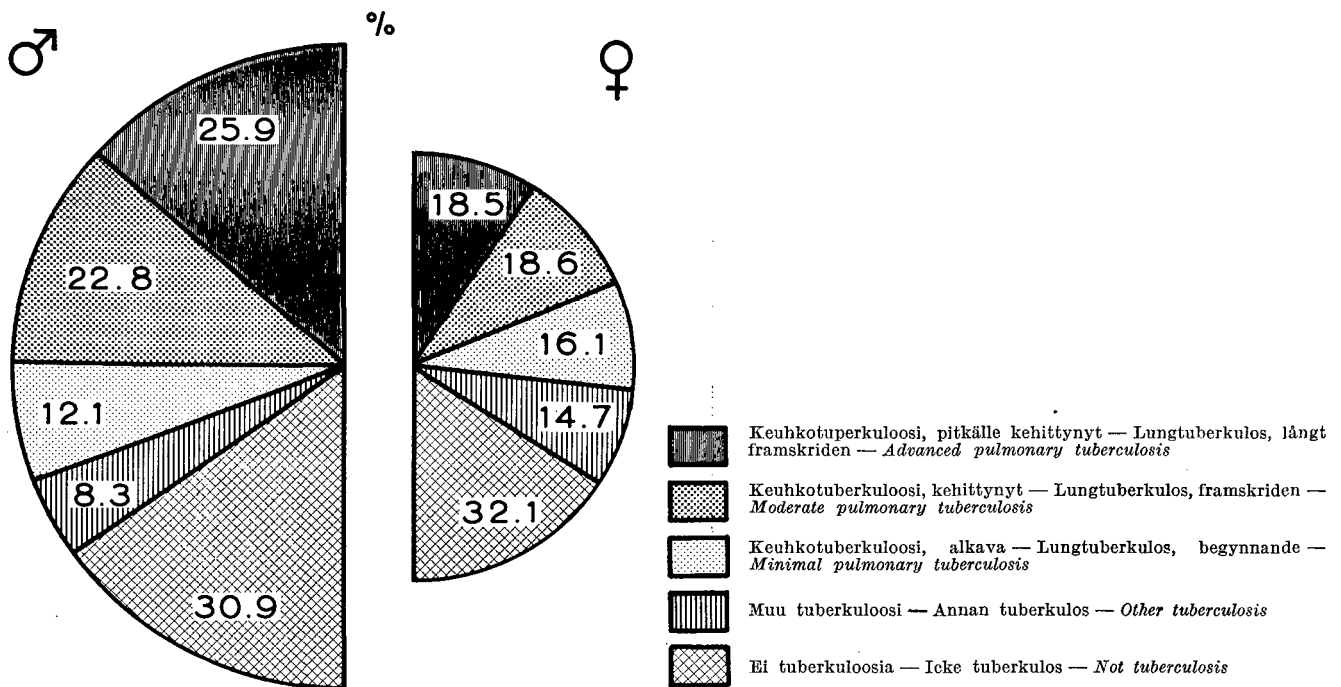 ♂
%
♀
25.9
22.8
12.1
8.3
30.9
18.5
18.6
16.1
14.7
32.1
Keuhkotuperkuloosi, pitkälle kehittynyt — Lungtuberkulos, långt
framskriden — Advanced pulmonary tuberculosis
Keuhkotuberkuloosi, kehittynyt — Lungtuberkulos, framskriden —
Moderate pulmonary tuberculosis
Keuhkotuberkuloosi, alkava — Lungtuberkulos, begynnande —
Minimal pulmonary tuberculosis
Muu tuberkuloosi — Annan tuberkulos — Other tuberculosis
Ei tuberkuloosia — Icke tuberkulos — Not tuberculosis